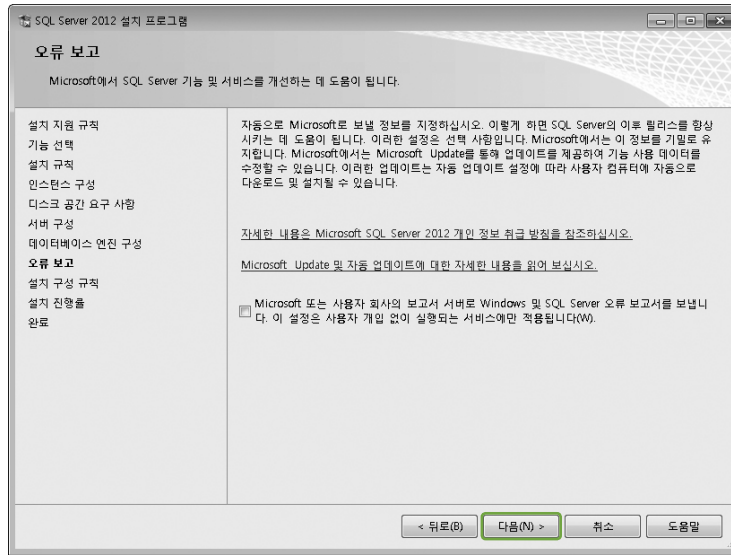 SQL Server 2012 설치 프로그램
오류 보고
Microsoft에서 SQL Server 기능 및 서비스를 개선하는 데 도움이 됩니다.
설치 지원 규칙
기능 선택
설치 규칙
인스턴스 구성
디스크 공간 요구 사항
서버 구성
데이터베이스 엔진 구성
오류 보고
설치 구성 규칙
설치 진행률
완료
자동으로 Microsoft로 보낼 정보를 지정하십시오. 이렇게 하면 SQL Server의 이후 릴리스를 향상
시키는 데 도움이 됩니다. 이러한 설정은 선택 사항입니다. Microsoft에서는 이 정보를 기밀로 유
지합니다. Microsoft에서는 Microsoft Update를 통해 업데이트를 제공하여 기능 사용 데이터를
수정할 수 있습니다. 이러한 업데이트는 자동 업데이트 설정에 따라 사용자 컴퓨터에 자동으로
다운로드 및 설치될 수 있습니다.
자세한 내용은 Microsoft SQL Server 2012 개인 정보 취급 방침을 참조하십시오.
Microsoft Update 및 자동 업데이트에 대한 자세한 내용을 읽어 보십시오.
Microsoft 또는 사용자 회사의 보고서 서버로 Windows 및 SQL Server 오류 보고서를 보냅니
다. 이 설정은 사용자 개입 없이 실행되는 서비스에만 적용됩니다(W).
< 뒤로(B)
다음(N) >
취소
도움말